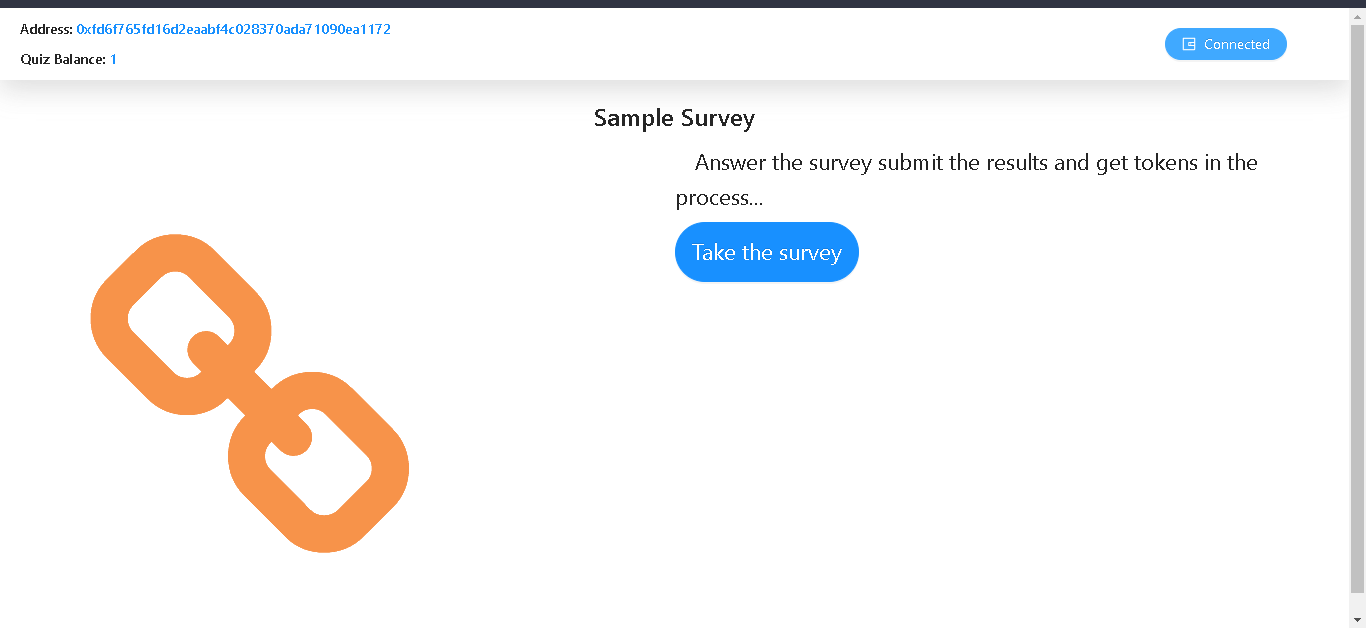 Address: 0xfd6f765fd16d2eaabf4c028370ada71090ea1172
Connected
Quiz Balance: 1
Sample Survey
Answer the survey submit the results and get tokens in the
process...
Take the survey